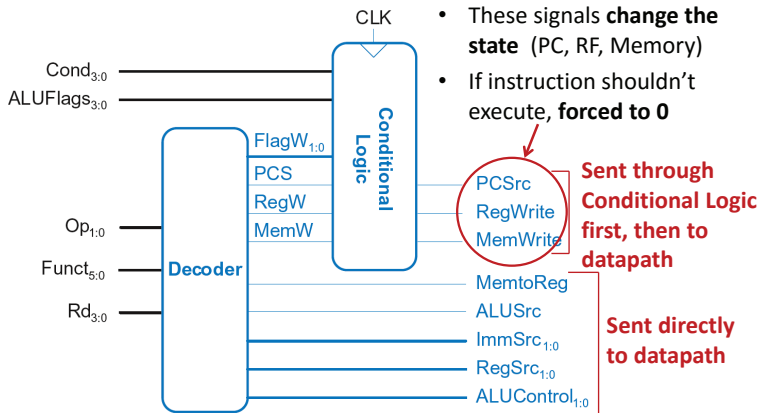 CLK
• These signals change the
state (PC, RF, Memory)
• If instruction shouldn't
execute, forced to 0
Cond3:0
ALUFlags3:0
Conditional
Logic
FlagW1:0
PCS
RegW
MemW
Op1:0
Funct5:0
Rd3:0
Decoder
PCSrc
RegWrite
MemWrite
Sent through
Conditional Logic
first, then to
datapath
MemtoReg
ALUSrc
ImmSrc1:0
RegSrc1:0
ALUControl1:0
Sent directly
to datapath